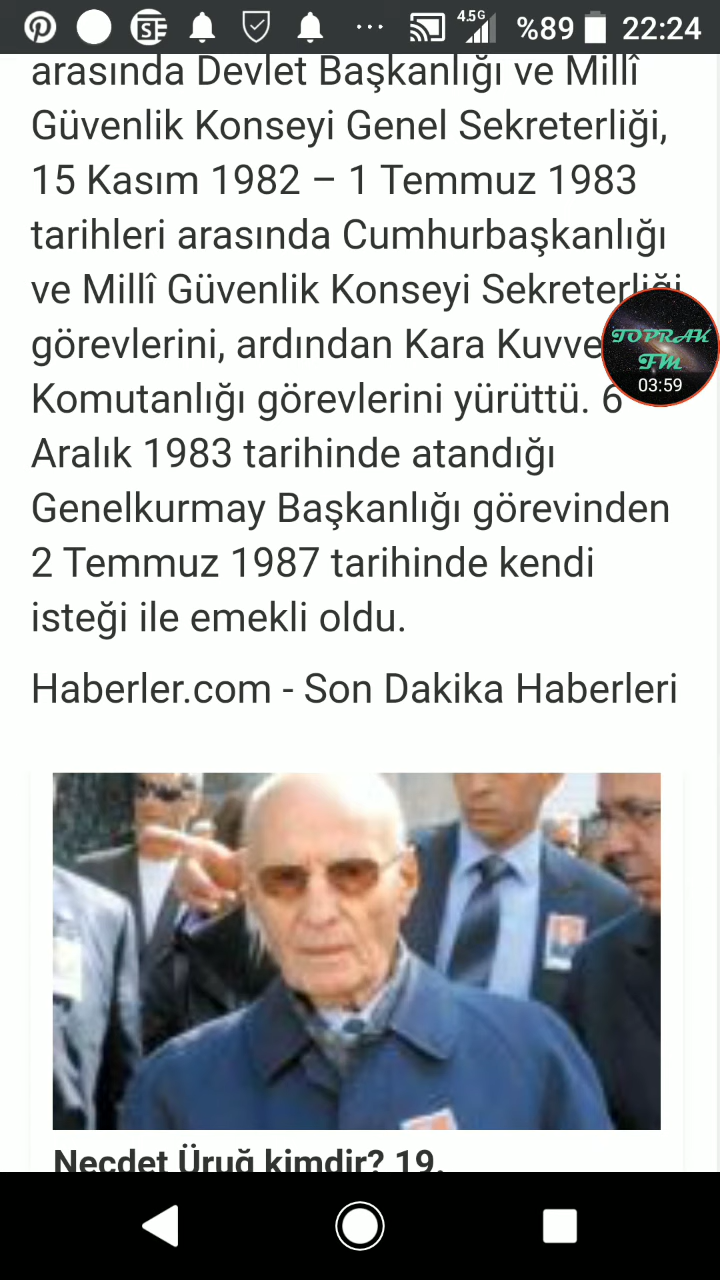 4.5G
%89 22:24
arasında Devlet Başkanlığı ve Millî
Güvenlik Konseyi Genel Sekreterliği,
15 Kasım 1982 – 1 Temmuz 1983
tarihleri arasında Cumhurbaşkanlığı
ve Millî Güvenlik Konseyi Sekreterliği
görevlerini, ardından Kara Kuvve
TOPRAK
FM
03:59
Komutanlığı görevlerini yürüttü. 6
Aralık 1983 tarihinde atandığı
Genelkurmay Başkanlığı görevinden
2 Temmuz 1987 tarihinde kendi
isteği ile emekli oldu.
Haberler.com - Son Dakika Haberleri
Necdet Üruğ kimdir? 19.